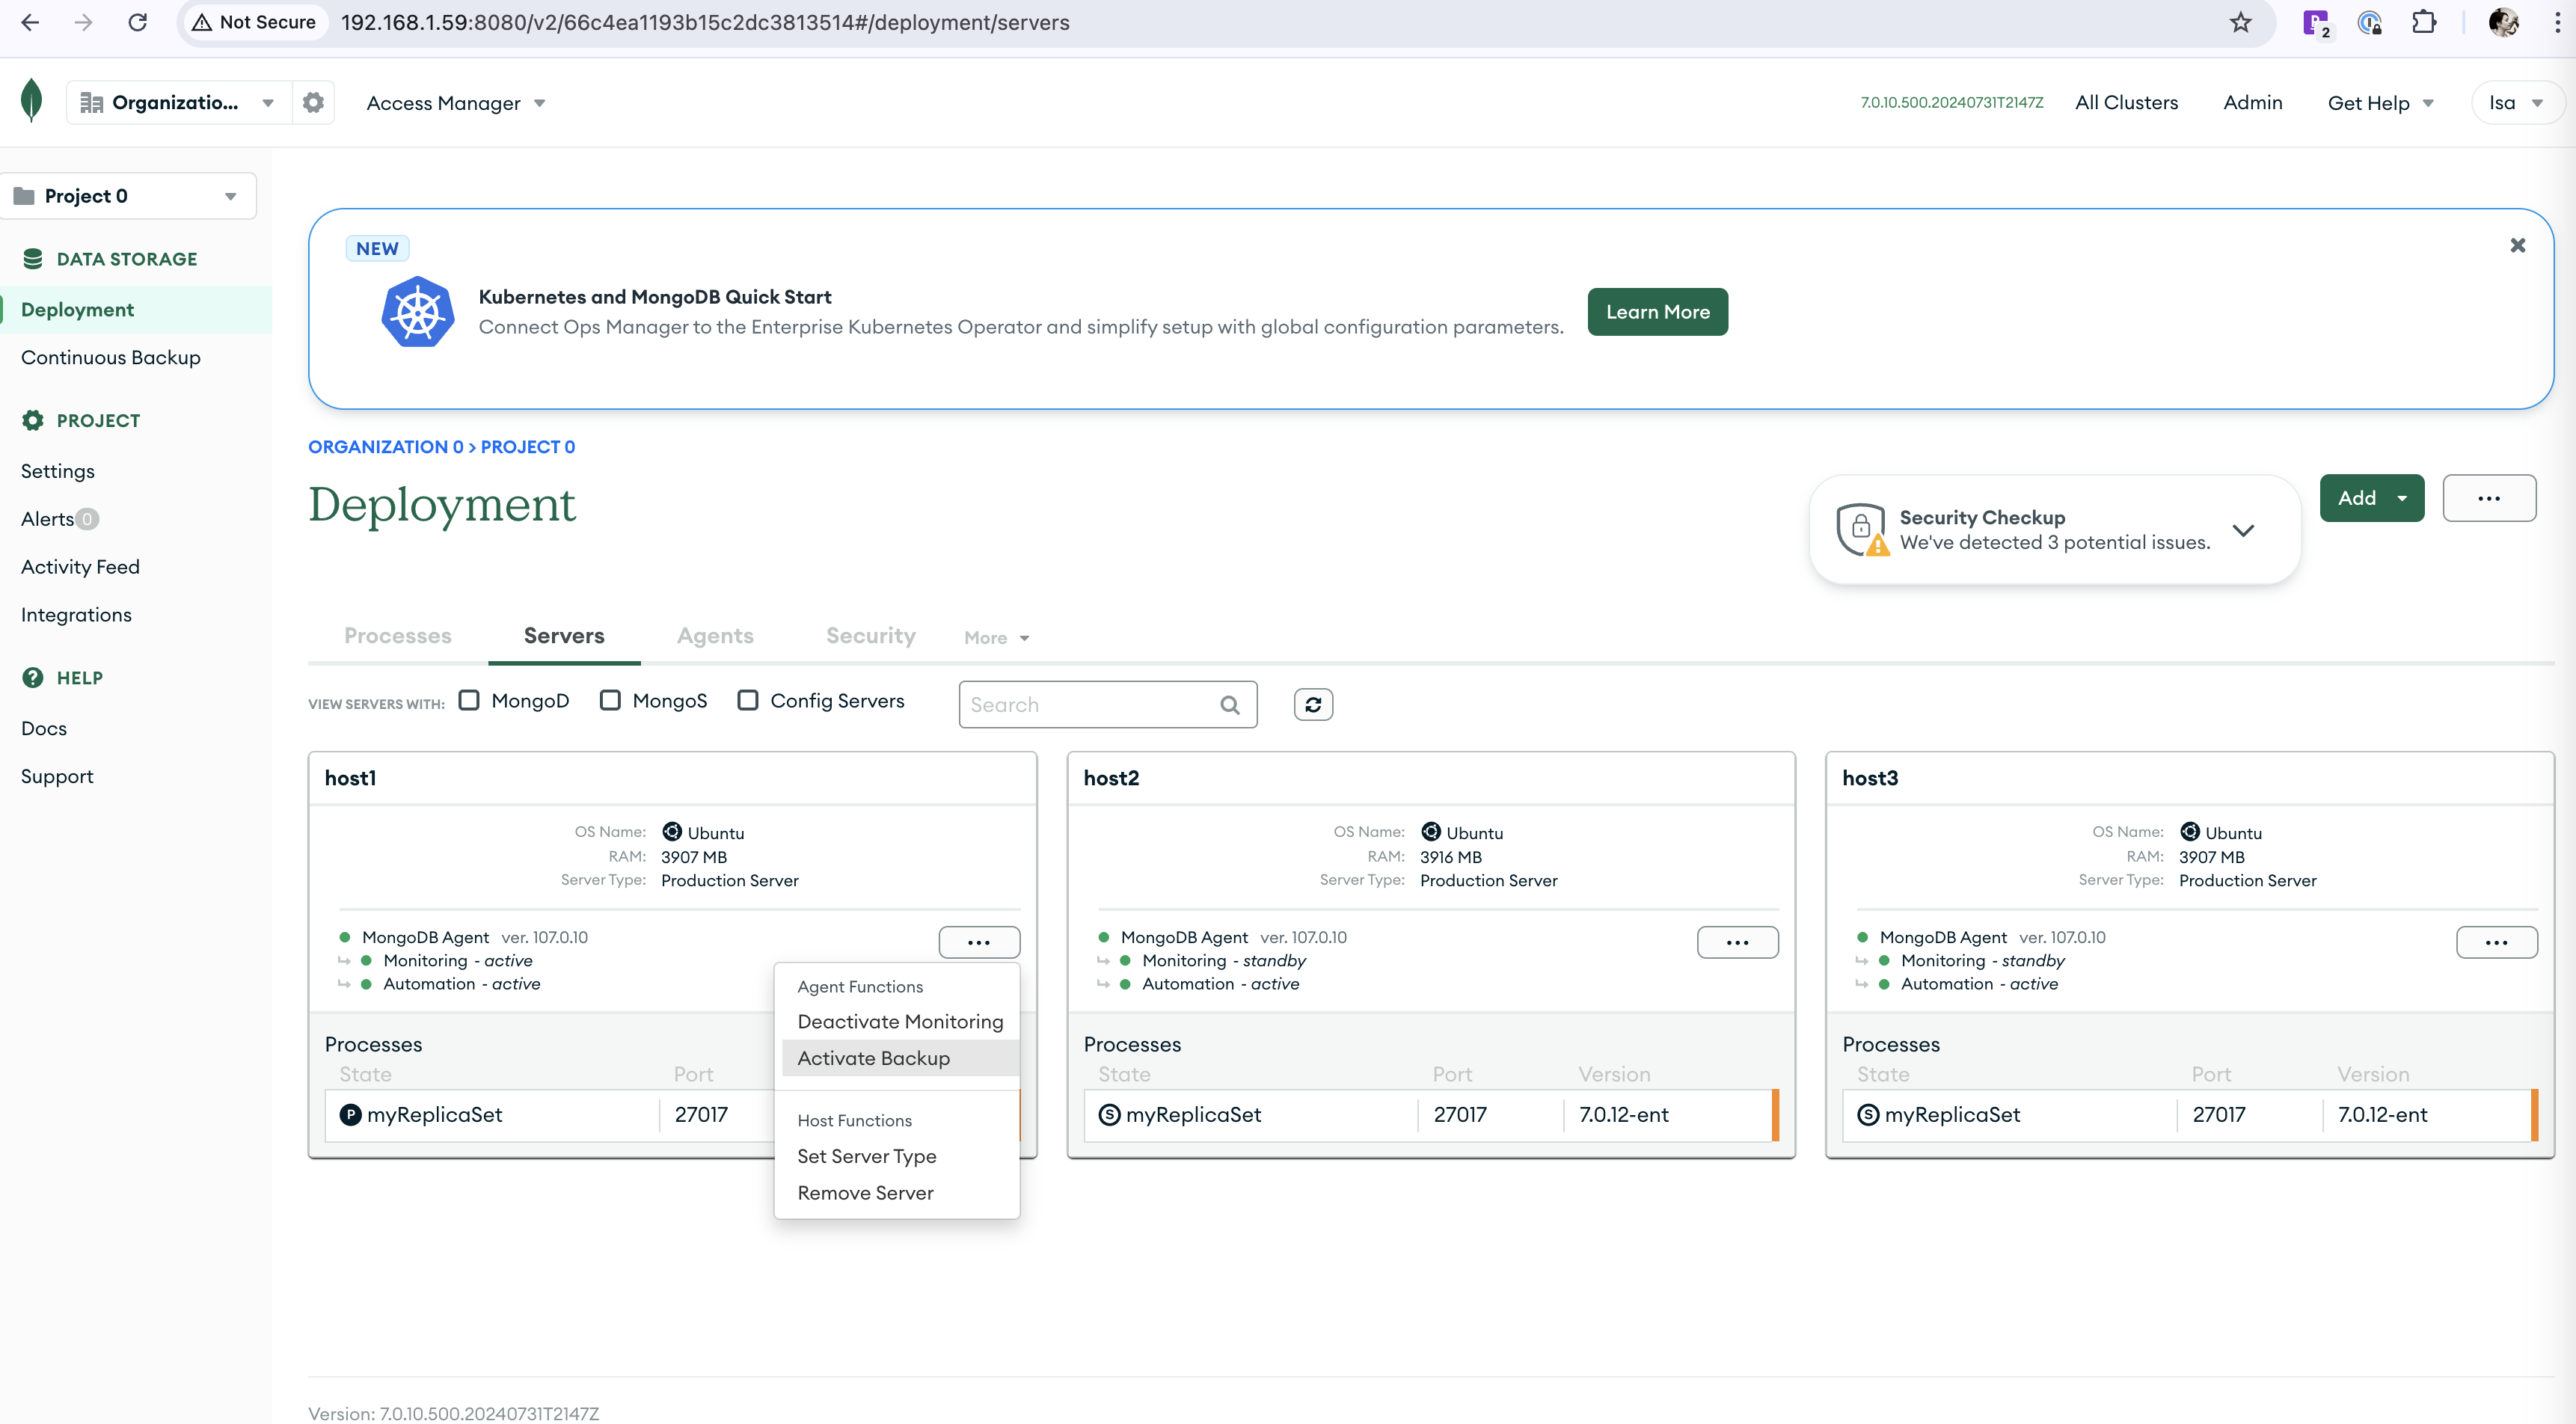 Not Secure 192.168.1.59:8080/v2/66c4ea1193b15c2dc3813514#/deployment/servers
2
Organizatio... Access Manager 7.0.10.500.20240731T2147Z All Clusters Admin Get Help Isa
Project 0
DATA STORAGE
Deployment
Continuous Backup
PROJECT
Settings
Alerts 0
Activity Feed
Integrations
HELP
Docs
Support
NEW
Kubernetes and MongoDB Quick Start
Connect Ops Manager to the Enterprise Kubernetes Operator and simplify setup with global configuration parameters.
Learn More
ORGANIZATION 0 > PROJECT 0
Deployment
Security Checkup
We've detected 3 potential issues.
Add
...
Processes Servers Agents Security More
VIEW SERVERS WITH: MongoD MongoS Config Servers Search
host1
OS Name: Ubuntu
RAM: 3907 MB
Server Type: Production Server
MongoDB Agent ver. 107.0.10
...
Monitoring - active
Automation - active
Processes
State Port
P myReplicaSet 27017
Agent Functions
Deactivate Monitoring
Activate Backup
Host Functions
Set Server Type
Remove Server
host2
OS Name: Ubuntu
RAM: 3916 MB
Server Type: Production Server
MongoDB Agent ver. 107.0.10
...
Monitoring - standby
Automation - active
Processes
State Port Version
S myReplicaSet 27017 7.0.12-ent
host3
OS Name: Ubuntu
RAM: 3907 MB
Server Type: Production Server
MongoDB Agent ver. 107.0.10
...
Monitoring - standby
Automation - active
Processes
State Port Version
S myReplicaSet 27017 7.0.12-ent
Version: 7.0.10.500.20240731T2147Z